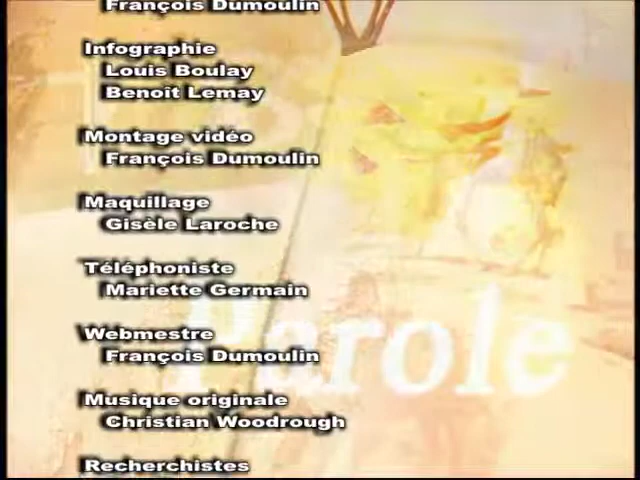 François Dumoulin
Infographie
Louis Boulay
Benoît Lemay
Montage vidéo
François Dumoulin
Maquillage
Gisèle Laroche
Téléphoniste
Mariette Germain
Webmestre
François Dumoulin
Parole
Musique originale
Christian Woodrough
Recherchistes